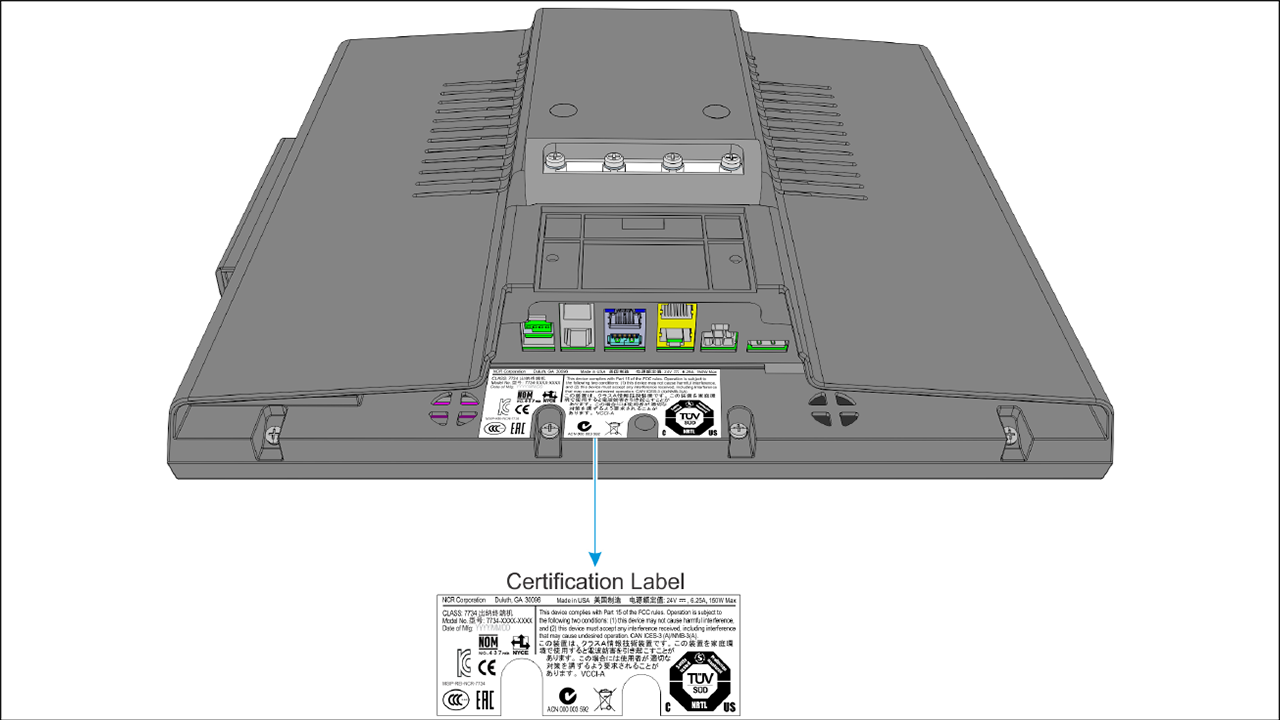 Certification Label
NCR Corporation Duluth, GA 30096 Made in USA 美国制造 电源额定值: 24V ⎓, 6.25A, 150W Max
CLASS: 7734 出纳终端机
Model No. 型号: 7734-XXXX-XXXX
Date of Mfg: YYYY/MM/DD
This device complies with Part 15 of the FCC rules. Operation is subject to
the following two conditions: (1) this device may not cause harmful interference,
and (2) this device must accept any interference received, including interference
that may cause undesired operation. CAN ICES-3 (A)/NMB-3(A).
この装置は、クラスA情報技術装置です。この装置を家庭環
境で使用すると電波妨害を引き起こすことが
あります。この場合には使用者が適切な
対策を講ずるよう要求されることが
あります。VCCI-A
NOM
NYCE
CE
MSIP-REI-NCR-7734
CCC
EAC
ACN 000 003 592
TÜV
SÜD
NRTL
C US